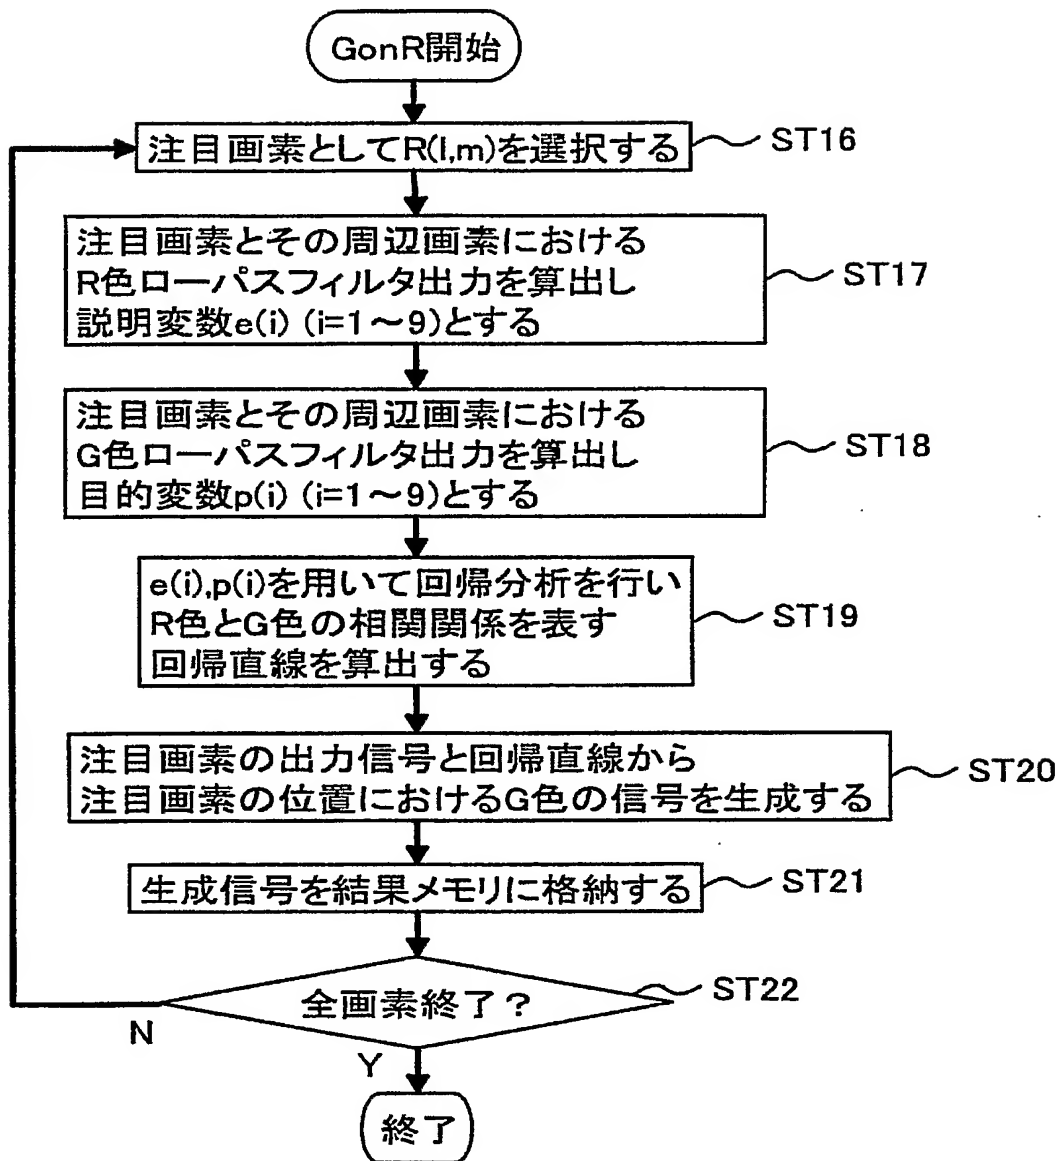 GonR開始
注目画素としてR(l,m)を選択する
ST16
注目画素とその周辺画素における
R色ローパスフィルタ出力を算出し
説明変数e(i) (i=1~9)とする
ST17
注目画素とその周辺画素における
G色ローパスフィルタ出力を算出し
目的変数p(i) (i=1~9)とする
ST18
e(i),p(i)を用いて回帰分析を行い
R色とG色の相関関係を表す
回帰直線を算出する
ST19
注目画素の出力信号と回帰直線から
注目画素の位置におけるG色の信号を生成する
ST20
生成信号を結果メモリに格納する
ST21
全画素終了?
ST22
N
Y
終了